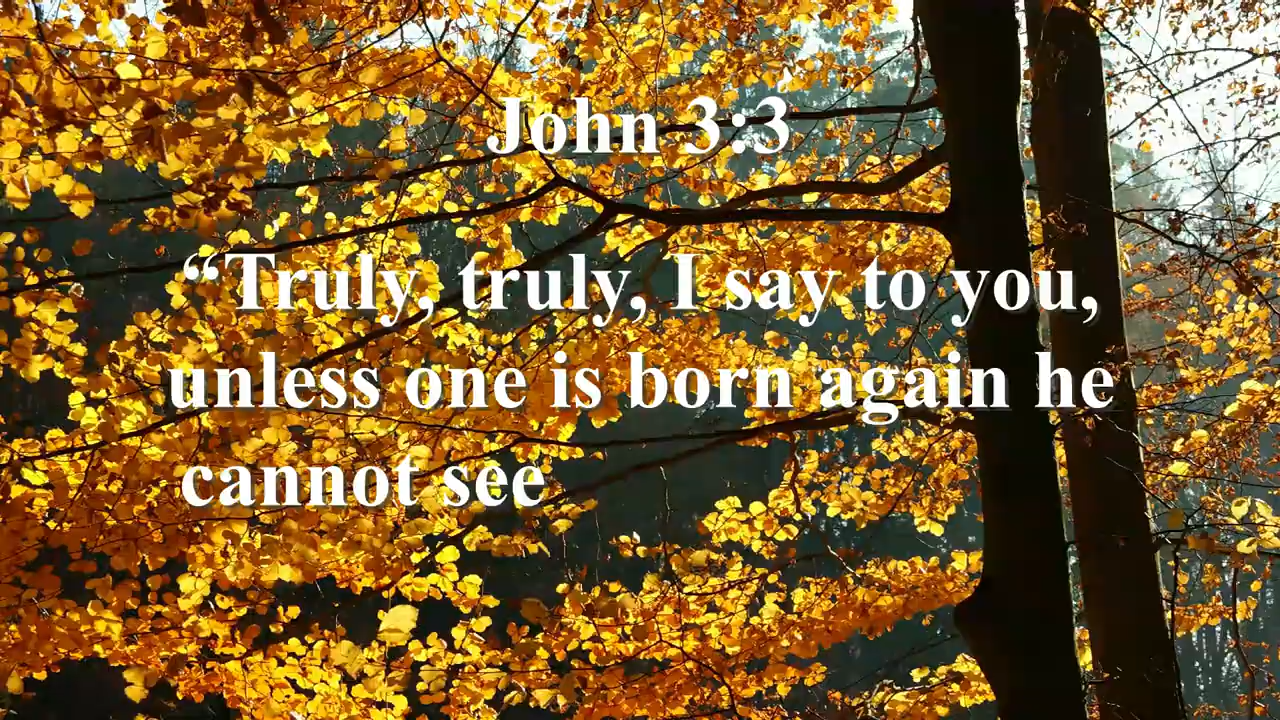 John 3:3
“Truly, truly, I say to you,
unless one is born again he
cannot see